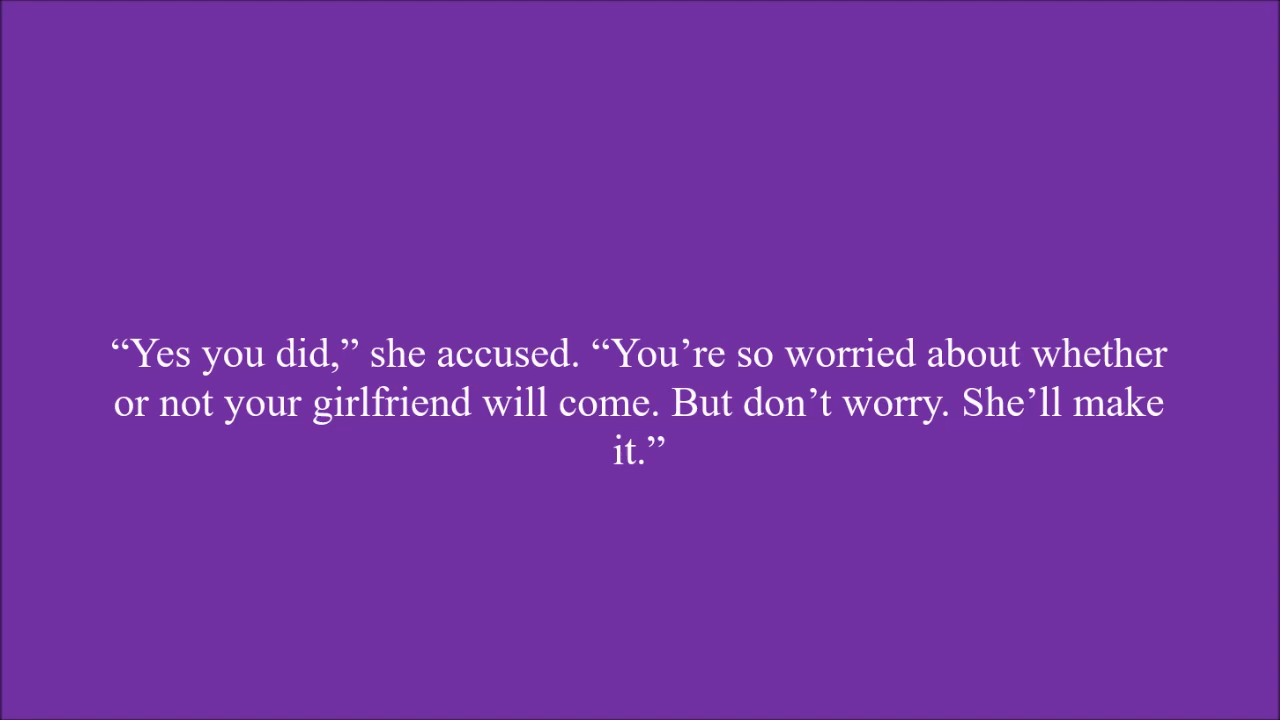 “Yes you did,” she accused. “You’re so worried about whether
or not your girlfriend will come. But don’t worry. She’ll make
it.”